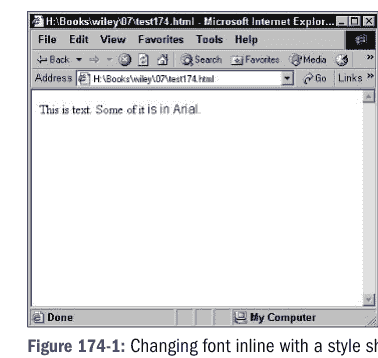 H:\Books\wiley\07\test174.html - Microsoft Internet Explor...
File Edit View Favorites Tools Help
Back Search Favorites Media »
Address H:\Books\wiley\07\test174.html Go Links »
This is text. Some of it is in Arial.
Done My Computer
Figure 174-1: Changing font inline with a style sh